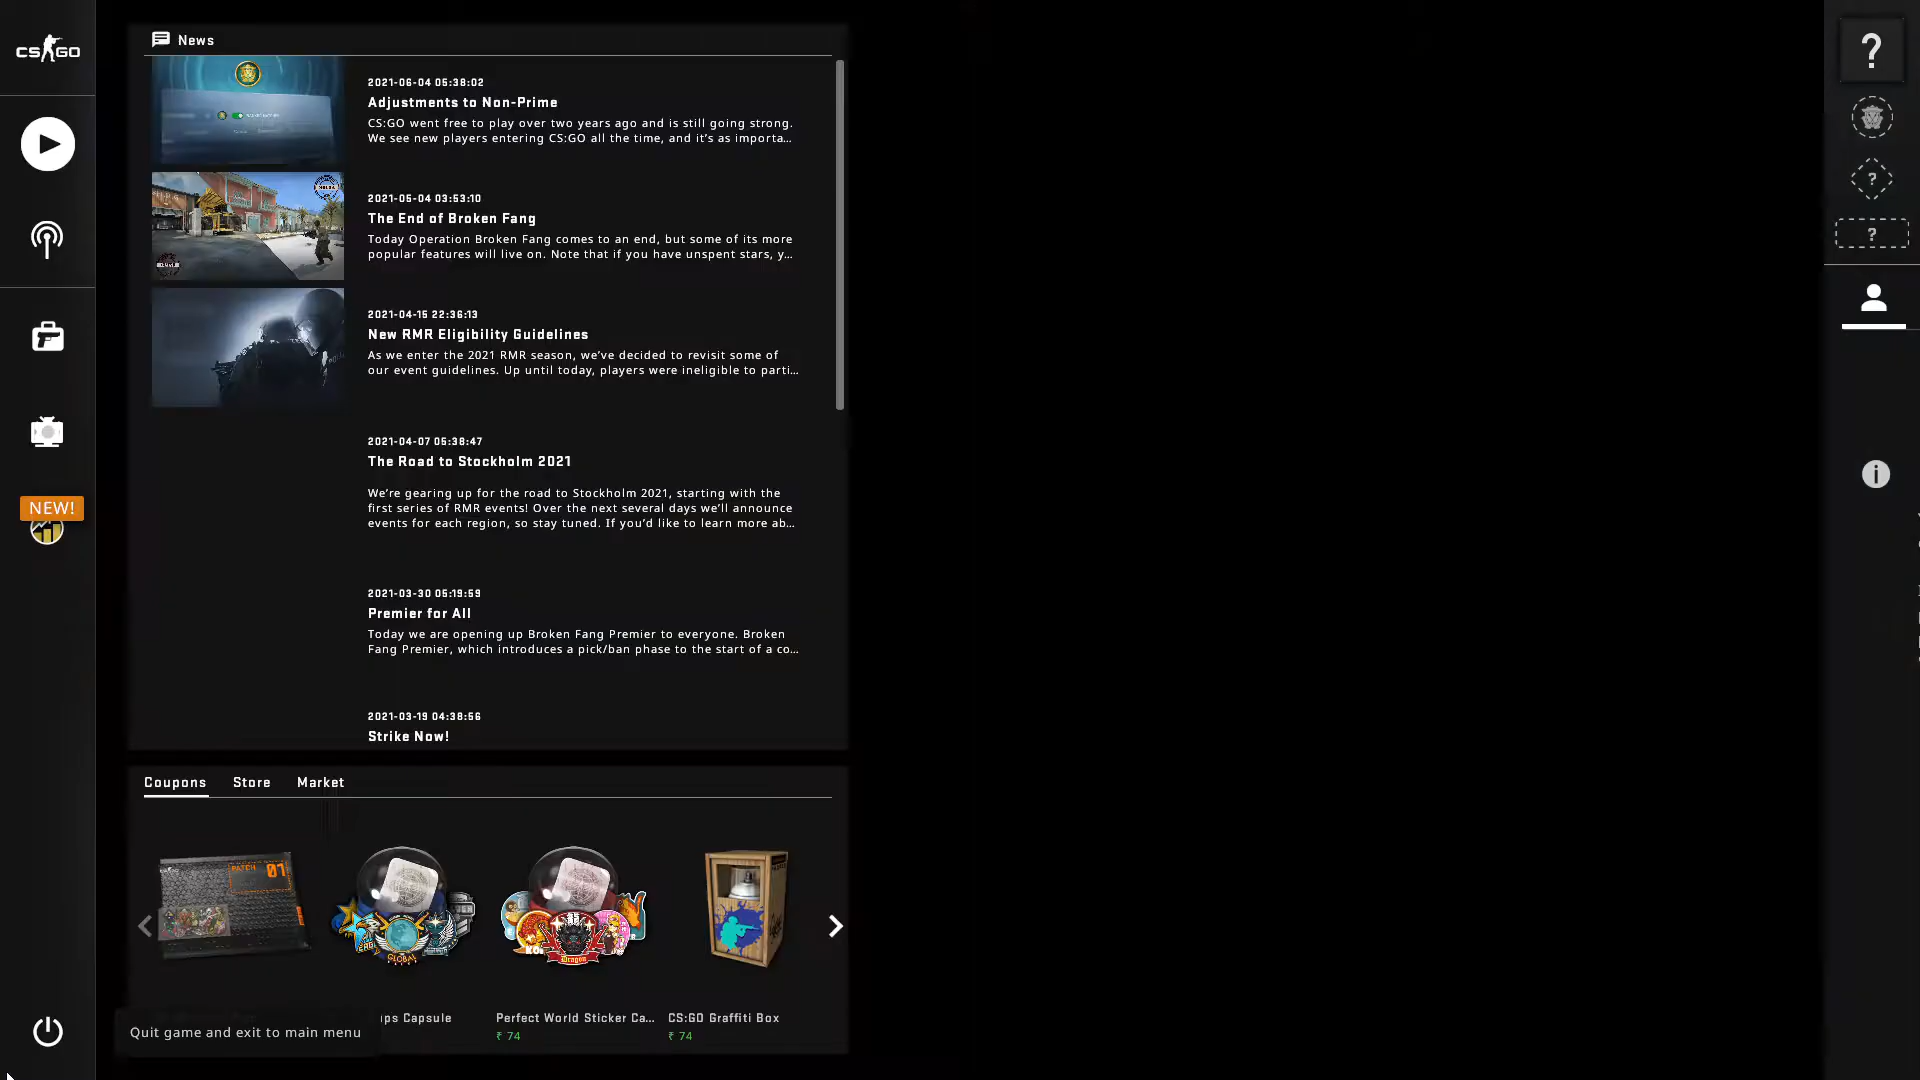 CS GO
News
2021-06-04 05:38:02
Adjustments to Non-Prime
CS:GO went free to play over two years ago and is still going strong.
We see new players entering CS:GO all the time, and it's as importa...
2021-05-04 03:53:10
The End of Broken Fang
Today Operation Broken Fang comes to an end, but some of its more
popular features will live on. Note that if you have unspent stars, y...
2021-04-15 22:36:13
New RMR Eligibility Guidelines
As we enter the 2021 RMR season, we've decided to revisit some of
our event guidelines. Up until today, players were ineligible to parti...
2021-04-07 05:38:47
The Road to Stockholm 2021
We're gearing up for the road to Stockholm 2021, starting with the
first series of RMR events! Over the next several days we'll announce
events for each region, so stay tuned. If you'd like to learn more ab...
NEW!
2021-03-30 05:19:59
Premier for All
Today we are opening up Broken Fang Premier to everyone. Broken
Fang Premier, which introduces a pick/ban phase to the start of a co...
2021-03-19 04:38:56
Strike Now!
Coupons Store Market
PATCH 01
GLOBAL
Dragon
ups Capsule
Perfect World Sticker Ca...
₹ 74
CS:GO Graffiti Box
₹ 74
Quit game and exit to main menu
?
?
?